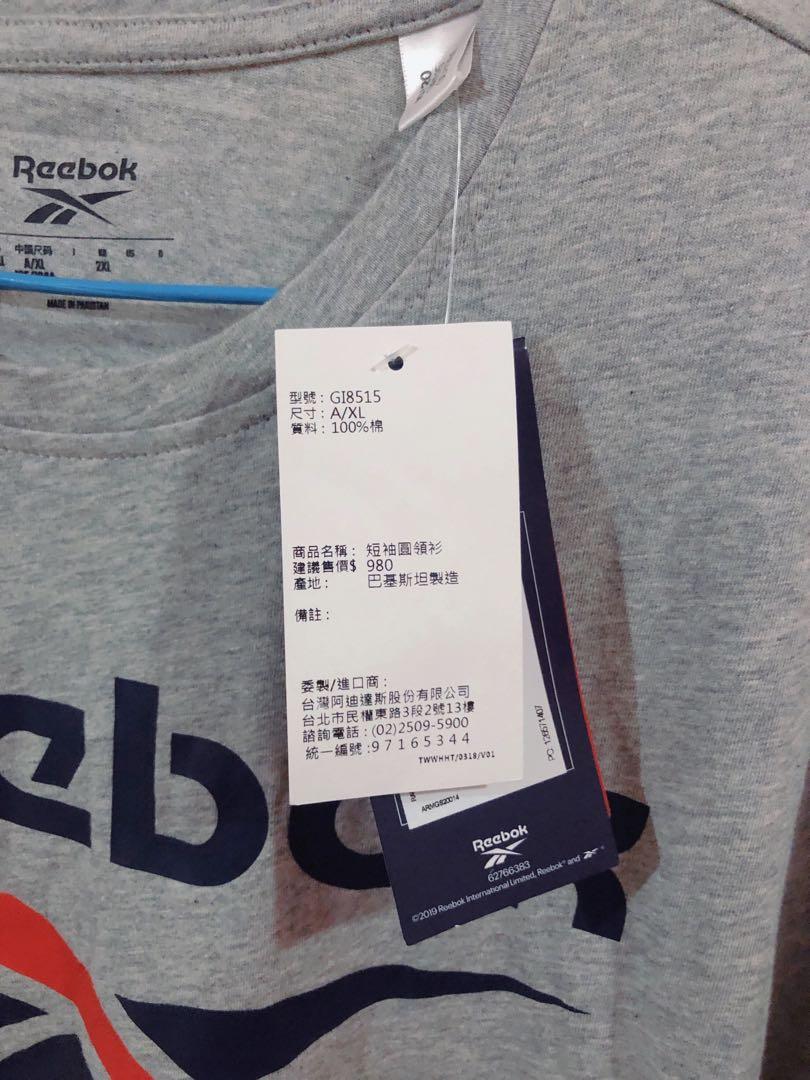 20
Reebok
中國尺码
A/XL
2XL
MADE IN PAKISTAN
型號：GI8515
尺寸：A/XL
質料：100%棉
商品名稱： 短袖圓領衫
建議售價$ 980
產地： 巴基斯坦製造
備註：
委製/進口商：
台灣阿迪達斯股份有限公司
台北市民權東路3段2號13樓
諮詢電話：(02)2509-5900
統一編號:97165344
TWWHHT/0318/V01
ARMGS20014
Reebok
62766383
©2019 Reebok International Limited, Reebok® and
eebok